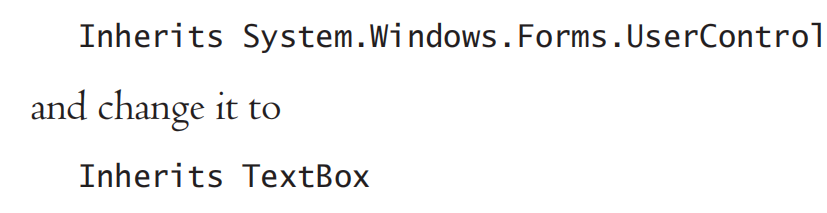 Inherits System.Windows.Forms.UserControl
and change it to
Inherits TextBox